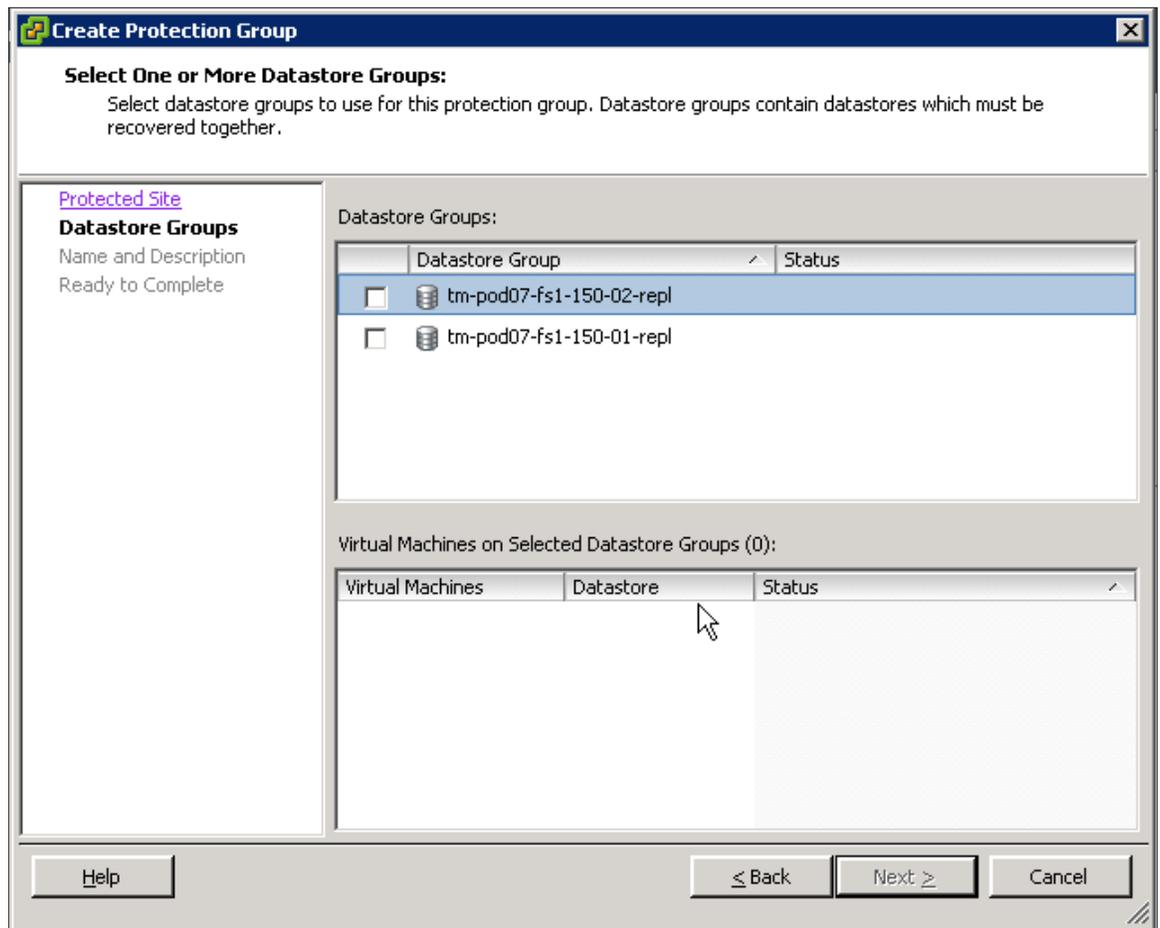 Create Protection Group
Select One or More Datastore Groups:
Select datastore groups to use for this protection group. Datastore groups contain datastores which must be
recovered together.
Protected Site
Datastore Groups
Name and Description
Ready to Complete
Datastore Groups:
Datastore Group Status
tm-pod07-fs1-150-02-repl
tm-pod07-fs1-150-01-repl
Virtual Machines on Selected Datastore Groups (0):
Virtual Machines Datastore Status
Help < Back Next > Cancel